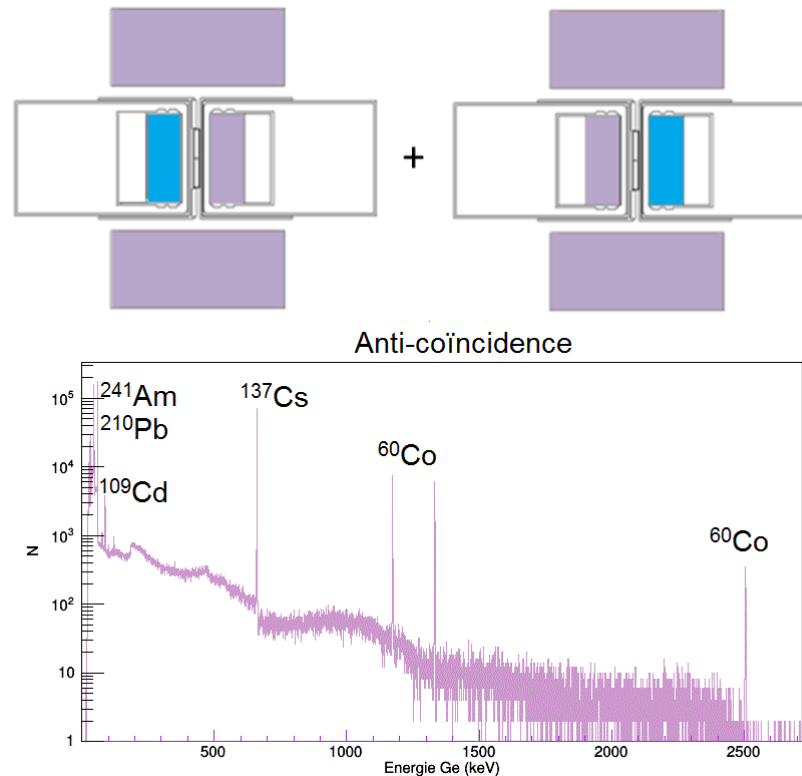 +
Anti-coïncidence
²⁴¹Am
²¹⁰Pb
¹⁰⁹Cd
¹³⁷Cs
⁶⁰Co
⁶⁰Co
N
10⁵
10⁴
10³
10²
10
1
500
1000
1500
2000
2500
Energie Ge (keV)